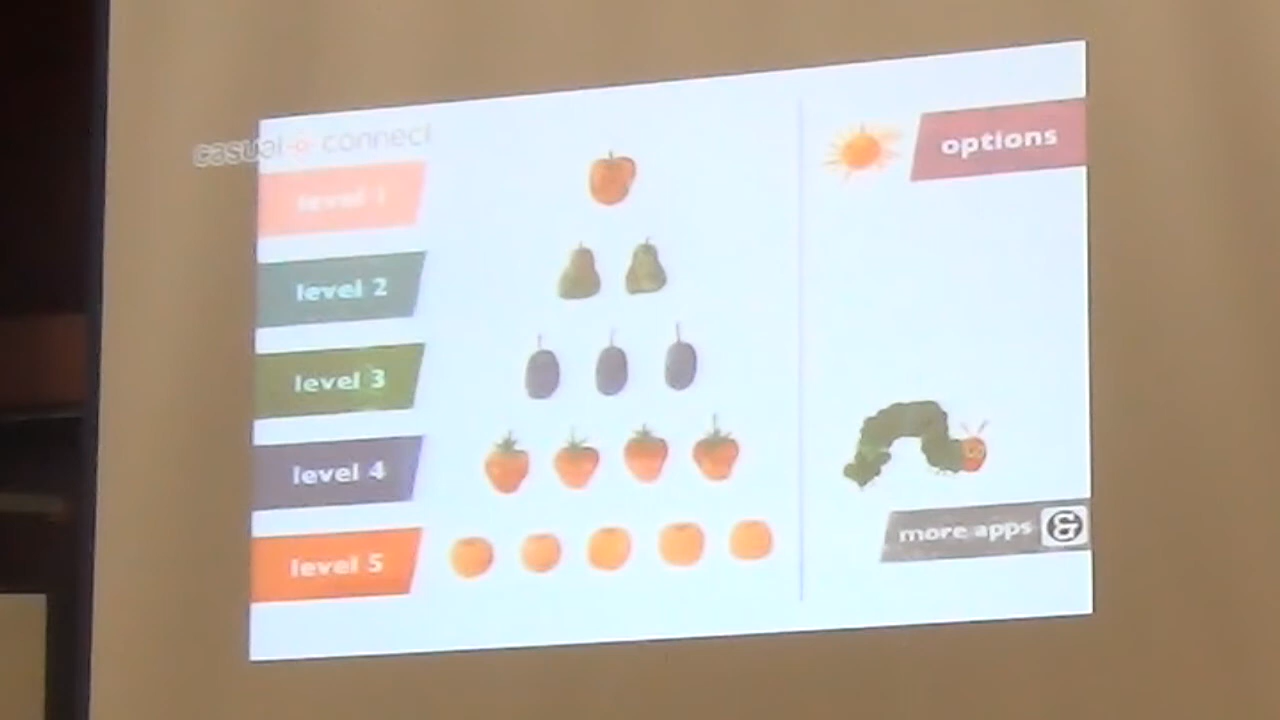 casual connect
level 1
options
level 2
level 3
level 4
more apps &
level 5